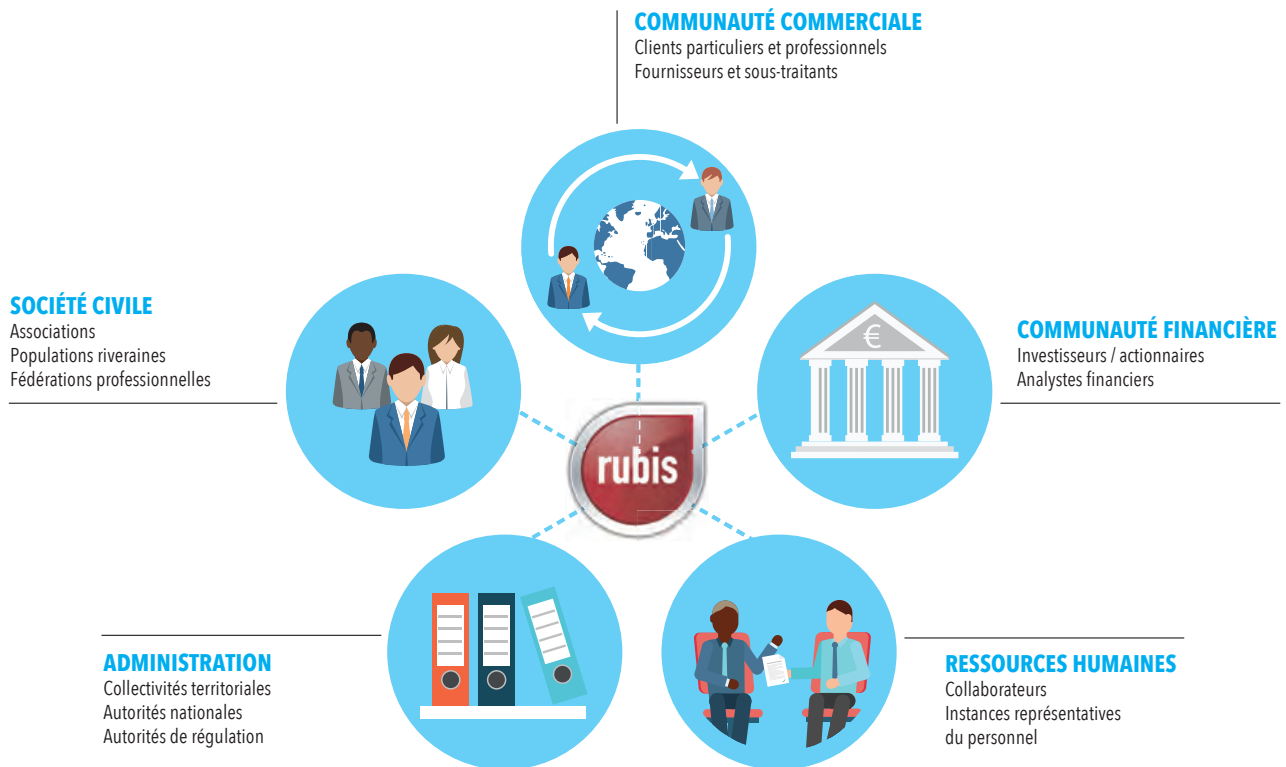 COMMUNAUTÉ COMMERCIALE
Clients particuliers et professionnels
Fournisseurs et sous-traitants
SOCIÉTÉ CIVILE
Associations
Populations riveraines
Fédérations professionnelles
€
COMMUNAUTÉ FINANCIÈRE
Investisseurs / actionnaires
Analystes financiers
rubis
ADMINISTRATION
Collectivités territoriales
Autorités nationales
Autorités de régulation
RESSOURCES HUMAINES
Collaborateurs
Instances représentatives
du personnel